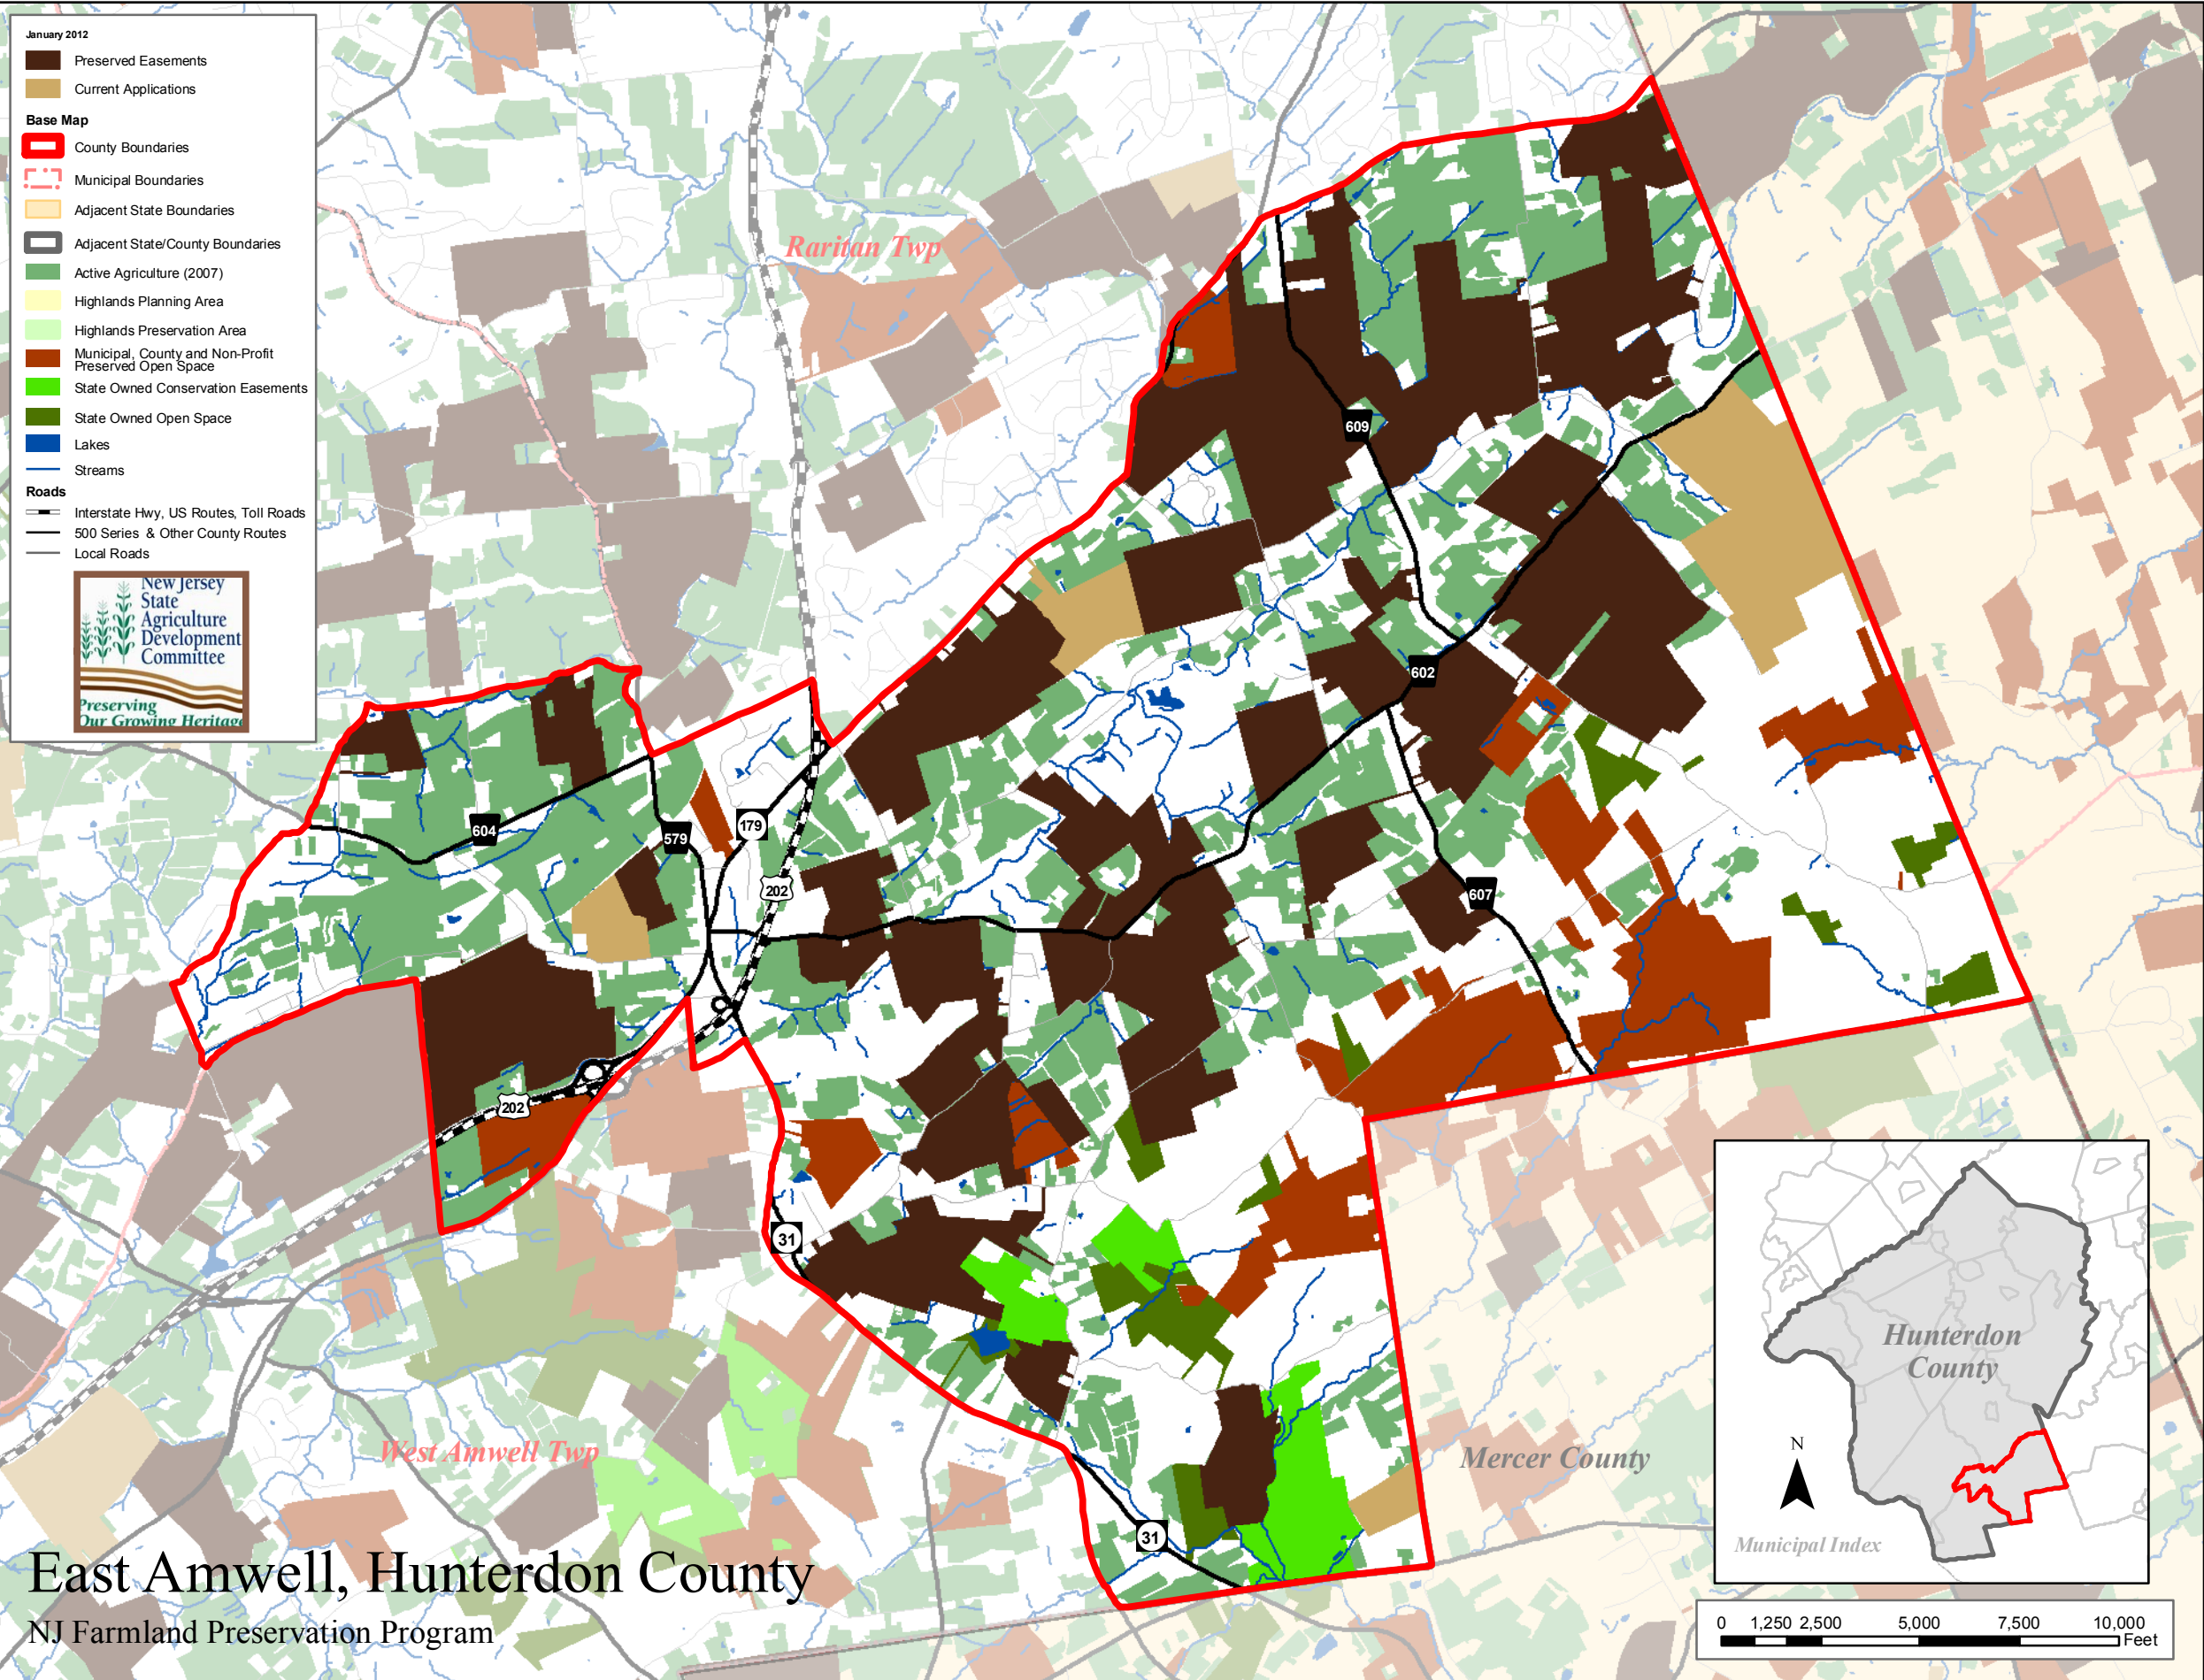 January 2012
Preserved Easements
Current Applications
Base Map
County Boundaries
Municipal Boundaries
Adjacent State Boundaries
Adjacent State/County Boundaries
Active Agriculture (2007)
Highlands Planning Area
Highlands Preservation Area
Municipal, County and Non-Profit
Preserved Open Space
State Owned Conservation Easements
State Owned Open Space
Lakes
Streams
Roads
Interstate Hwy, US Routes, Toll Roads
500 Series & Other County Routes
Local Roads
New Jersey
State
Agriculture
Development
Committee
Preserving
Our Growing Heritage
Raritan Twp
609
602
604
579
179
202
607
202
31
31
West Amwell Twp
Mercer County
Hunterdon
County
N
Municipal Index
0 1,250 2,500 5,000 7,500 10,000
Feet
East Amwell, Hunterdon County
NJ Farmland Preservation Program